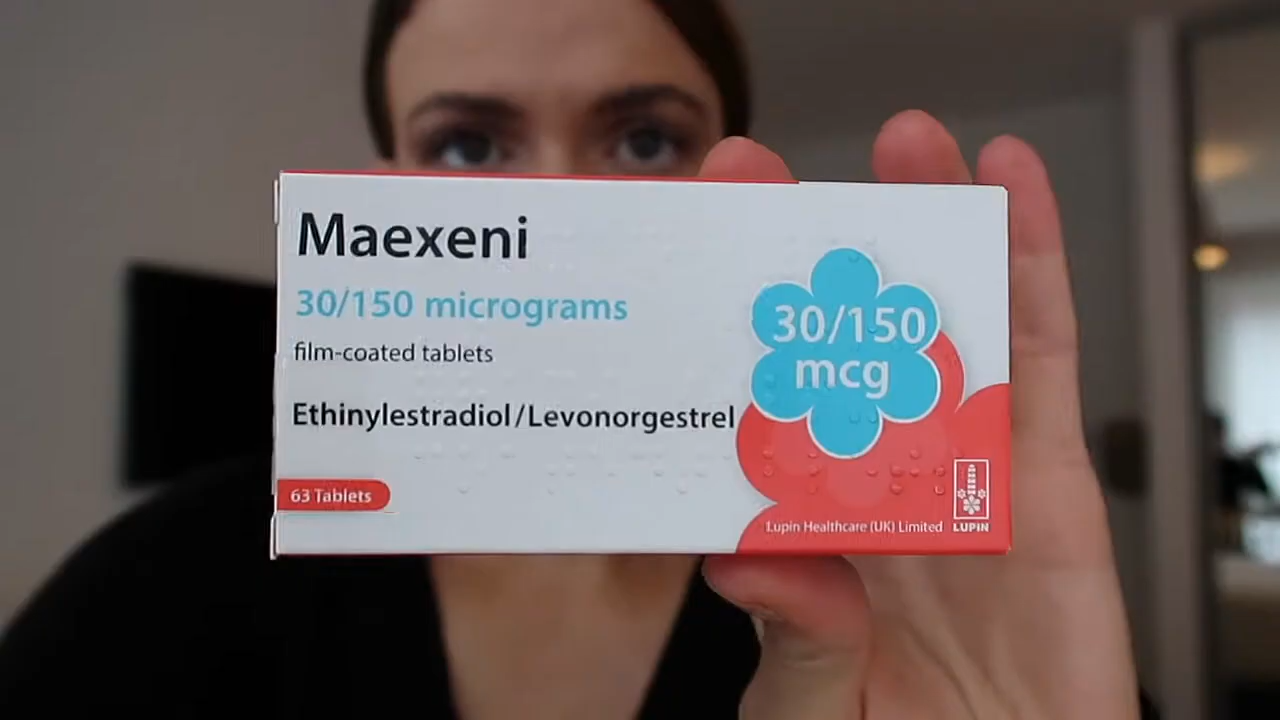 Maexeni
30/150 micrograms
film-coated tablets
Ethinylestradiol/Levonorgestrel
63 Tablets
30/150
mcg
Lupin Healthcare (UK) Limited
LUPIN